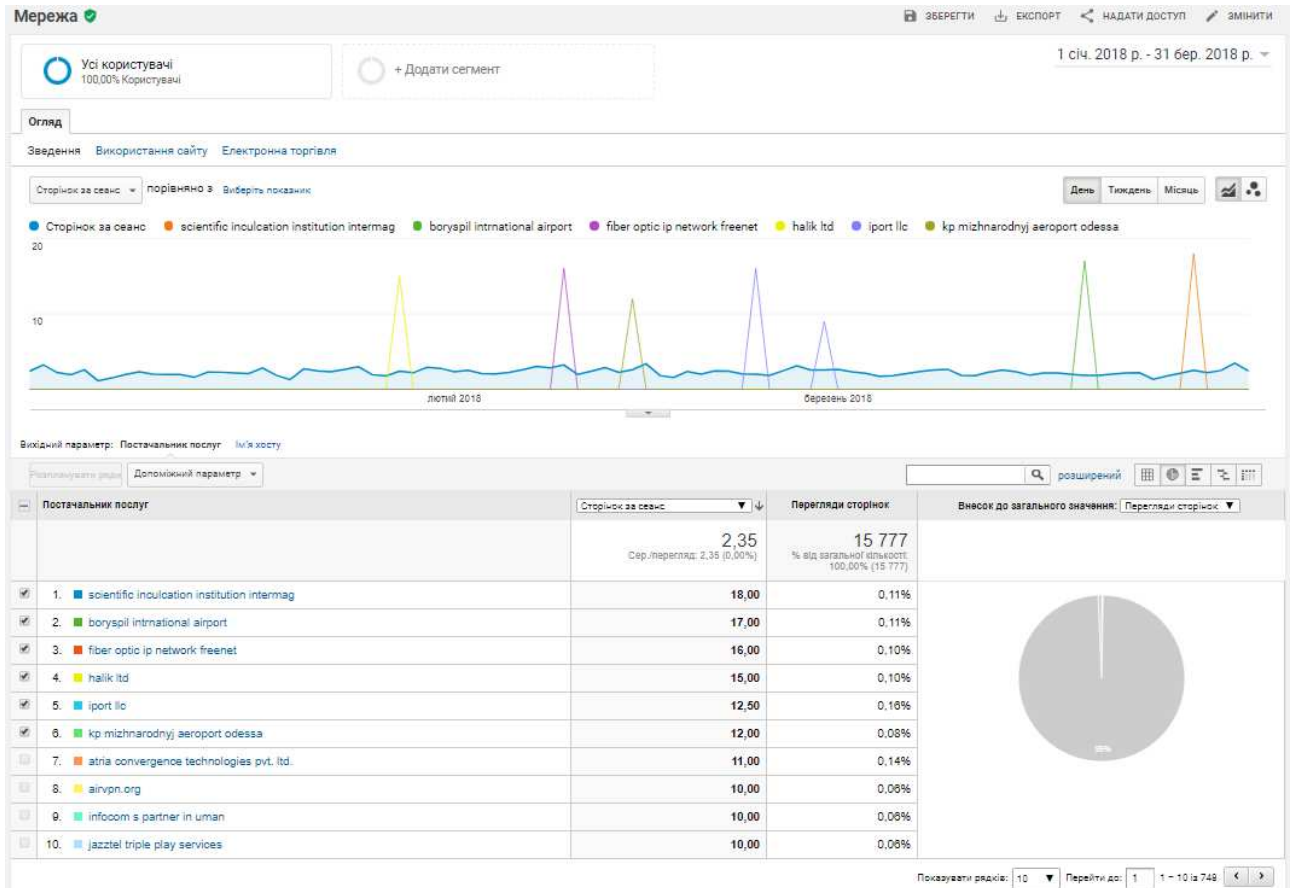 Мережа
ЗБЕРЕГТИ ЕКСПОРТ НАДАТИ ДОСТУП ЗМІНИТИ
Усі користувачі
100,00% Користувачі
+ Додати сегмент
1 січ. 2018 р. - 31 бер. 2018 р.
Огляд
Зведення Використання сайту Електронна торгівля
Сторінок за сеанс порівняно з Виберіть показник
День Тиждень Місяць
Сторінок за сеанс scientific inculcation institution intermag boryspil intrnational airport fiber optic ip network freenet halik ltd iport llc kp mizhnarodnyj aeroport odessa
20
10
лютий 2018 березень 2018
Вихідний параметр: Постачальник послуг Ім'я хосту
Розпланувати ряди Допоміжний параметр розширений
Постачальник послуг Сторінок за сеанс Перегляди сторінок Внесок до загального значення: Перегляди сторінок
2,35 15 777
Сер./перегляд: 2,35 (0,00%) % від загальної кількості:
100,00% (15 777)
1. scientific inculcation institution intermag 18,00 0,11%
2. boryspil intrnational airport 17,00 0,11%
3. fiber optic ip network freenet 16,00 0,10%
4. halik ltd 15,00 0,10%
5. iport llc 12,50 0,16%
6. kp mizhnarodnyj aeroport odessa 12,00 0,08%
7. atria convergence technologies pvt. ltd. 11,00 0,14%
8. airvpn.org 10,00 0,06%
9. infocom s partner in uman 10,00 0,06%
10. jazztel triple play services 10,00 0,06%
Показувати рядків: 10 Перейти до: 1 1 – 10 із 748